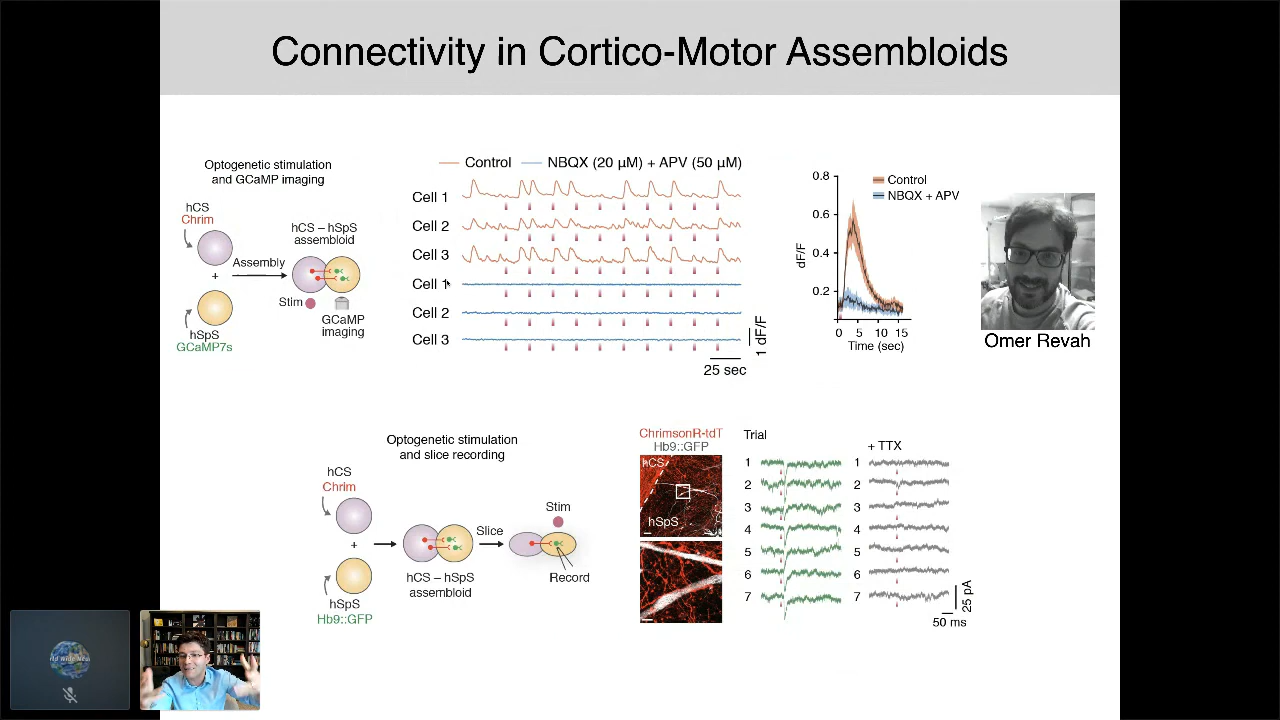 Connectivity in Cortico-Motor Assembloids
Optogenetic stimulation
and GCaMP imaging
hCS
Chrim
+
hSpS
GCaMP7s
Assembly
hCS – hSpS
assembloid
Stim
GCaMP
imaging
Control
NBQX (20 µM) + APV (50 µM)
Cell 1
Cell 2
Cell 3
Cell 1
Cell 2
Cell 3
1 dF/F
25 sec
0.8
0.6
0.4
0.2
dF/F
Control
NBQX + APV
0 5 10 15
Time (sec)
Omer Revah
Optogenetic stimulation
and slice recording
hCS
Chrim
+
hSpS
Hb9::GFP
hCS – hSpS
assembloid
Slice
Stim
Record
ChrimsonR-tdT
Hb9::GFP
hCS
hSpS
Trial
1
2
3
4
5
6
7
+ TTX
1
2
3
4
5
6
7
25 pA
50 ms